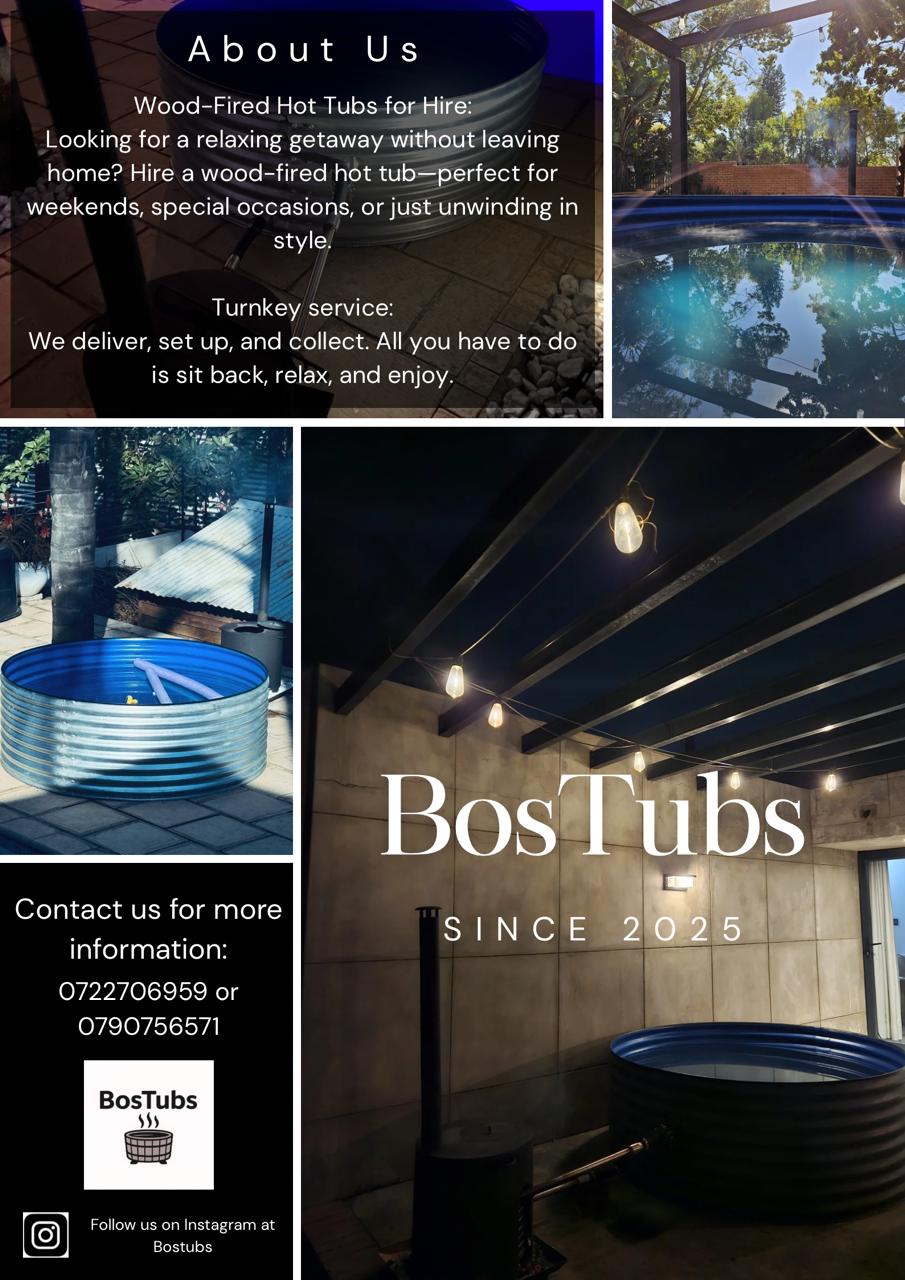 About Us
Wood-Fired Hot Tubs for Hire:
Looking for a relaxing getaway without leaving
home? Hire a wood-fired hot tub—perfect for
weekends, special occasions, or just unwinding in
style.
Turnkey service:
We deliver, set up, and collect. All you have to do
is sit back, relax, and enjoy.
BosTubs
SINCE 2025
Contact us for more
information:
0722706959 or
0790756571
BosTubs
Follow us on Instagram at
Bostubs